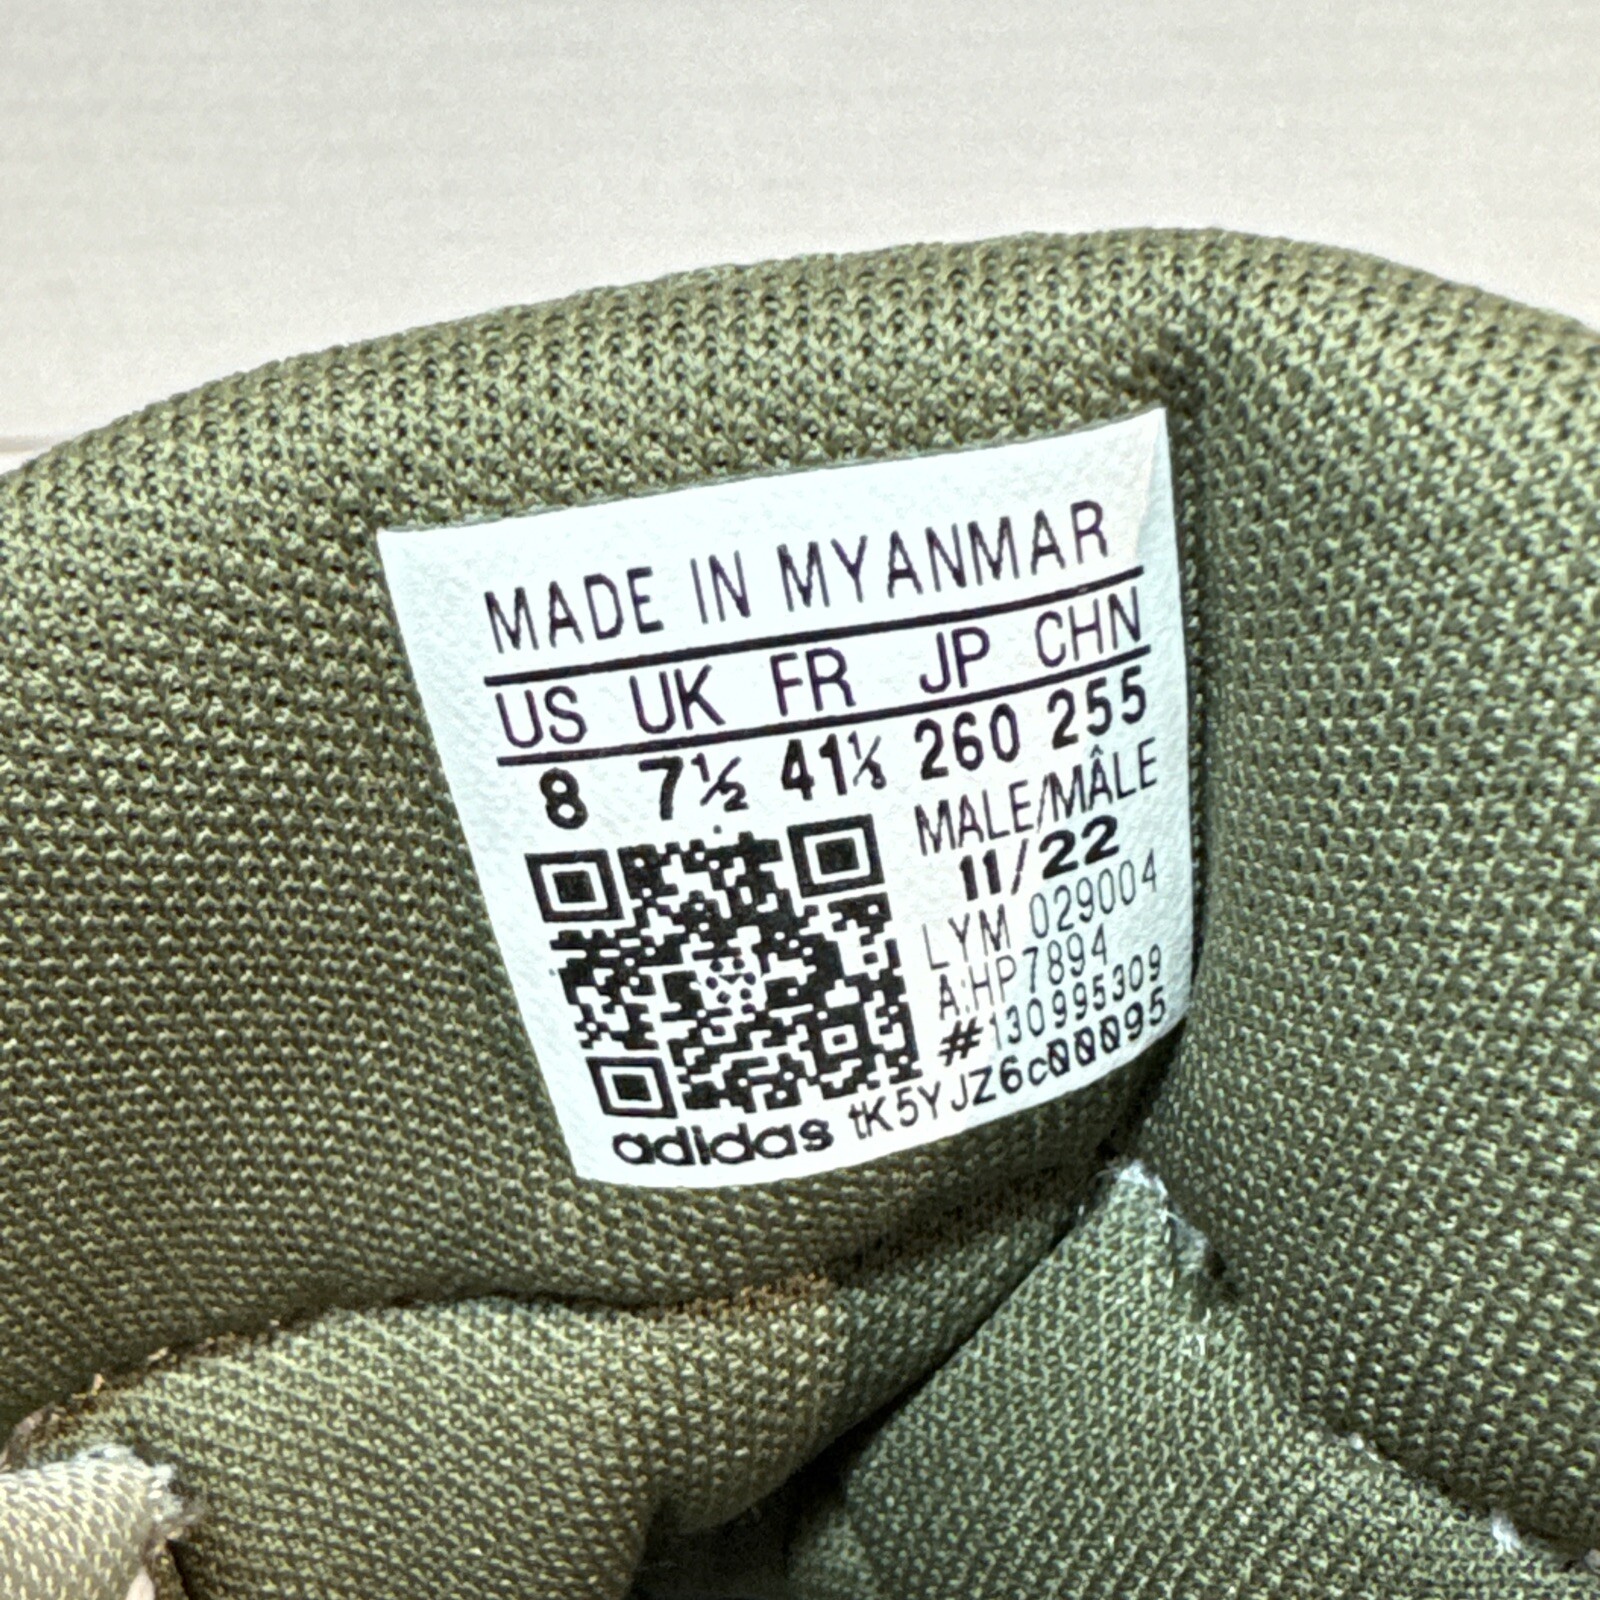 MADE IN MYANMAR
US UK FR JP CHN
8 7½ 41⅓ 260 255
MALE/MÂLE
11/22
LYM 029004
A:HP7894
#130995309
adidas tK5YJZ6c00095